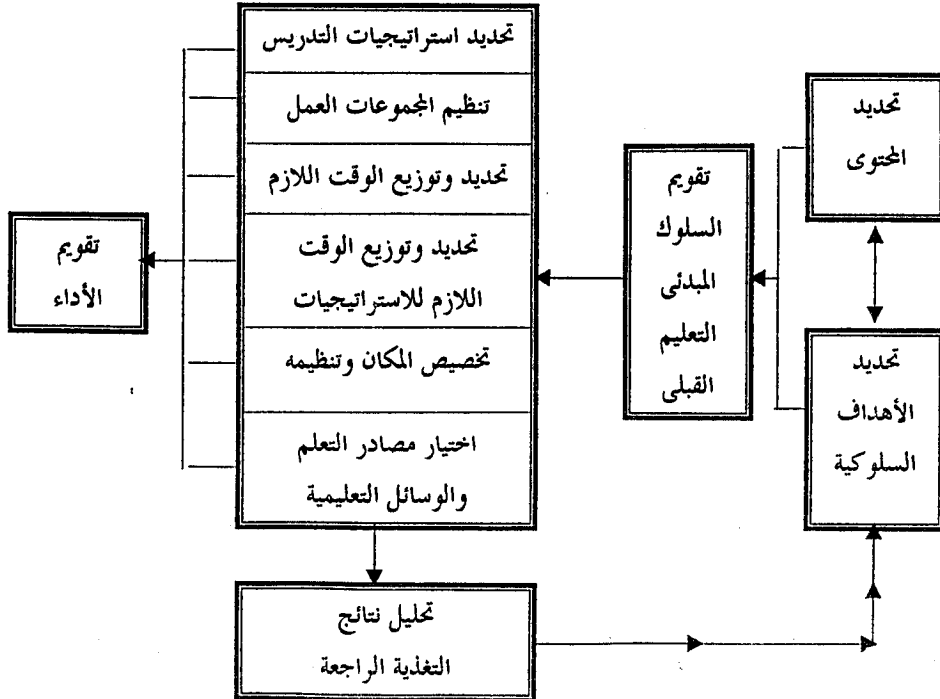 تحديد
المحتوى
تحديد
الأهداف
السلوكية
تقويم
السلوك
المبدئى
التعليم
القبلى
تحديد استراتيجيات التدريس
تنظيم المجموعات العمل
تحديد وتوزيع الوقت اللازم
تحديد وتوزيع الوقت
اللازم للاستراتيجيات
تخصيص المكان وتنظيمه
اختيار مصادر التعلم
والوسائل التعليمية
تقويم
الأداء
تحليل نتائج
التغذية الراجعة